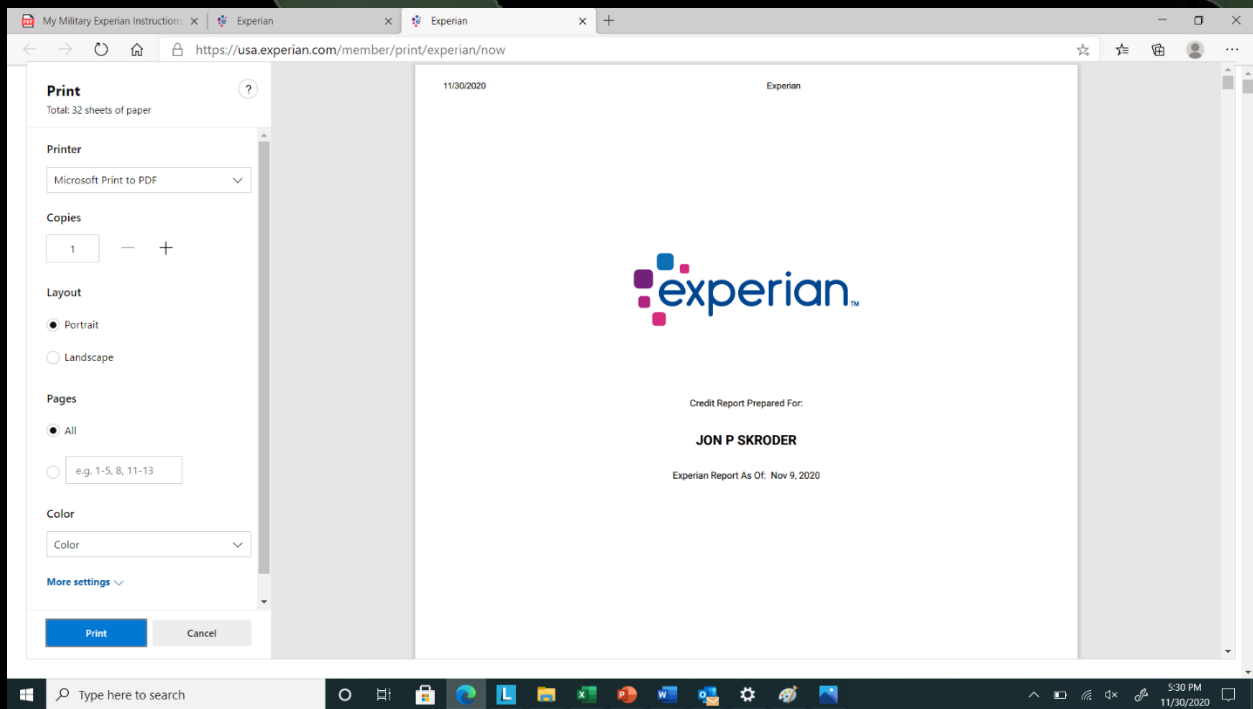 My Military Experian Instructions
Experian
Experian
https://usa.experian.com/member/print/experian/now
Print
?
Total: 32 sheets of paper
Printer
Microsoft Print to PDF
Copies
1
Layout
Portrait
Landscape
Pages
All
e.g. 1-5, 8, 11-13
Color
Color
More settings
Print
Cancel
11/30/2020
Experian
experian™
Credit Report Prepared For:
JON P SKRODER
Experian Report As Of: Nov 9, 2020
Type here to search
5:30 PM
11/30/2020